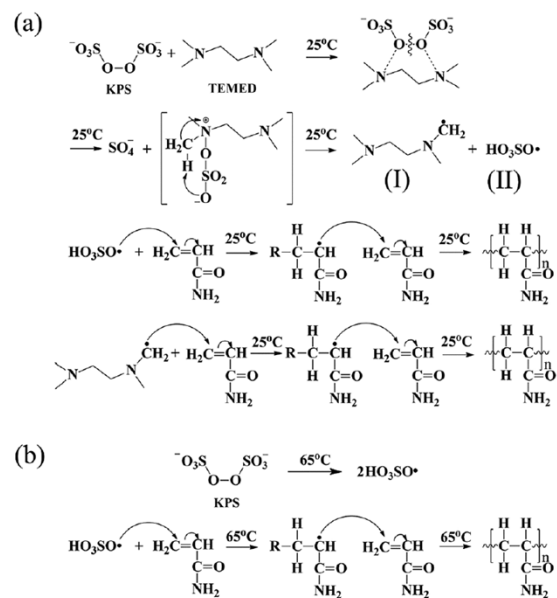 (a)
⁻O₃S SO₃⁻ ⁻O₃S SO₃⁻
O−O + N N 25°C O O
KPS TEMED N N
25°C SO₄⁻ + H₂C N⊕ N 25°C N N ĊH₂ + HO₃SO•
H O SO₂ O⁻ (I) (II)
HO₃SO• + H₂C=CH 25°C R−C−CH H₂C=CH 25°C [C−C]n
H H H H
C=O C=O C=O H C=O
NH₂ NH₂ NH₂ NH₂
N N ĊH₂ + H₂C=CH 25°C R−C−CH H₂C=CH 25°C [C−C]n
H H H H
C=O C=O C=O H C=O
NH₂ NH₂ NH₂ NH₂
(b)
⁻O₃S SO₃⁻ 65°C
O−O 2HO₃SO•
KPS
HO₃SO• + H₂C=CH 65°C R−C−CH H₂C=CH 65°C [C−C]n
H H H H
C=O C=O C=O H C=O
NH₂ NH₂ NH₂ NH₂